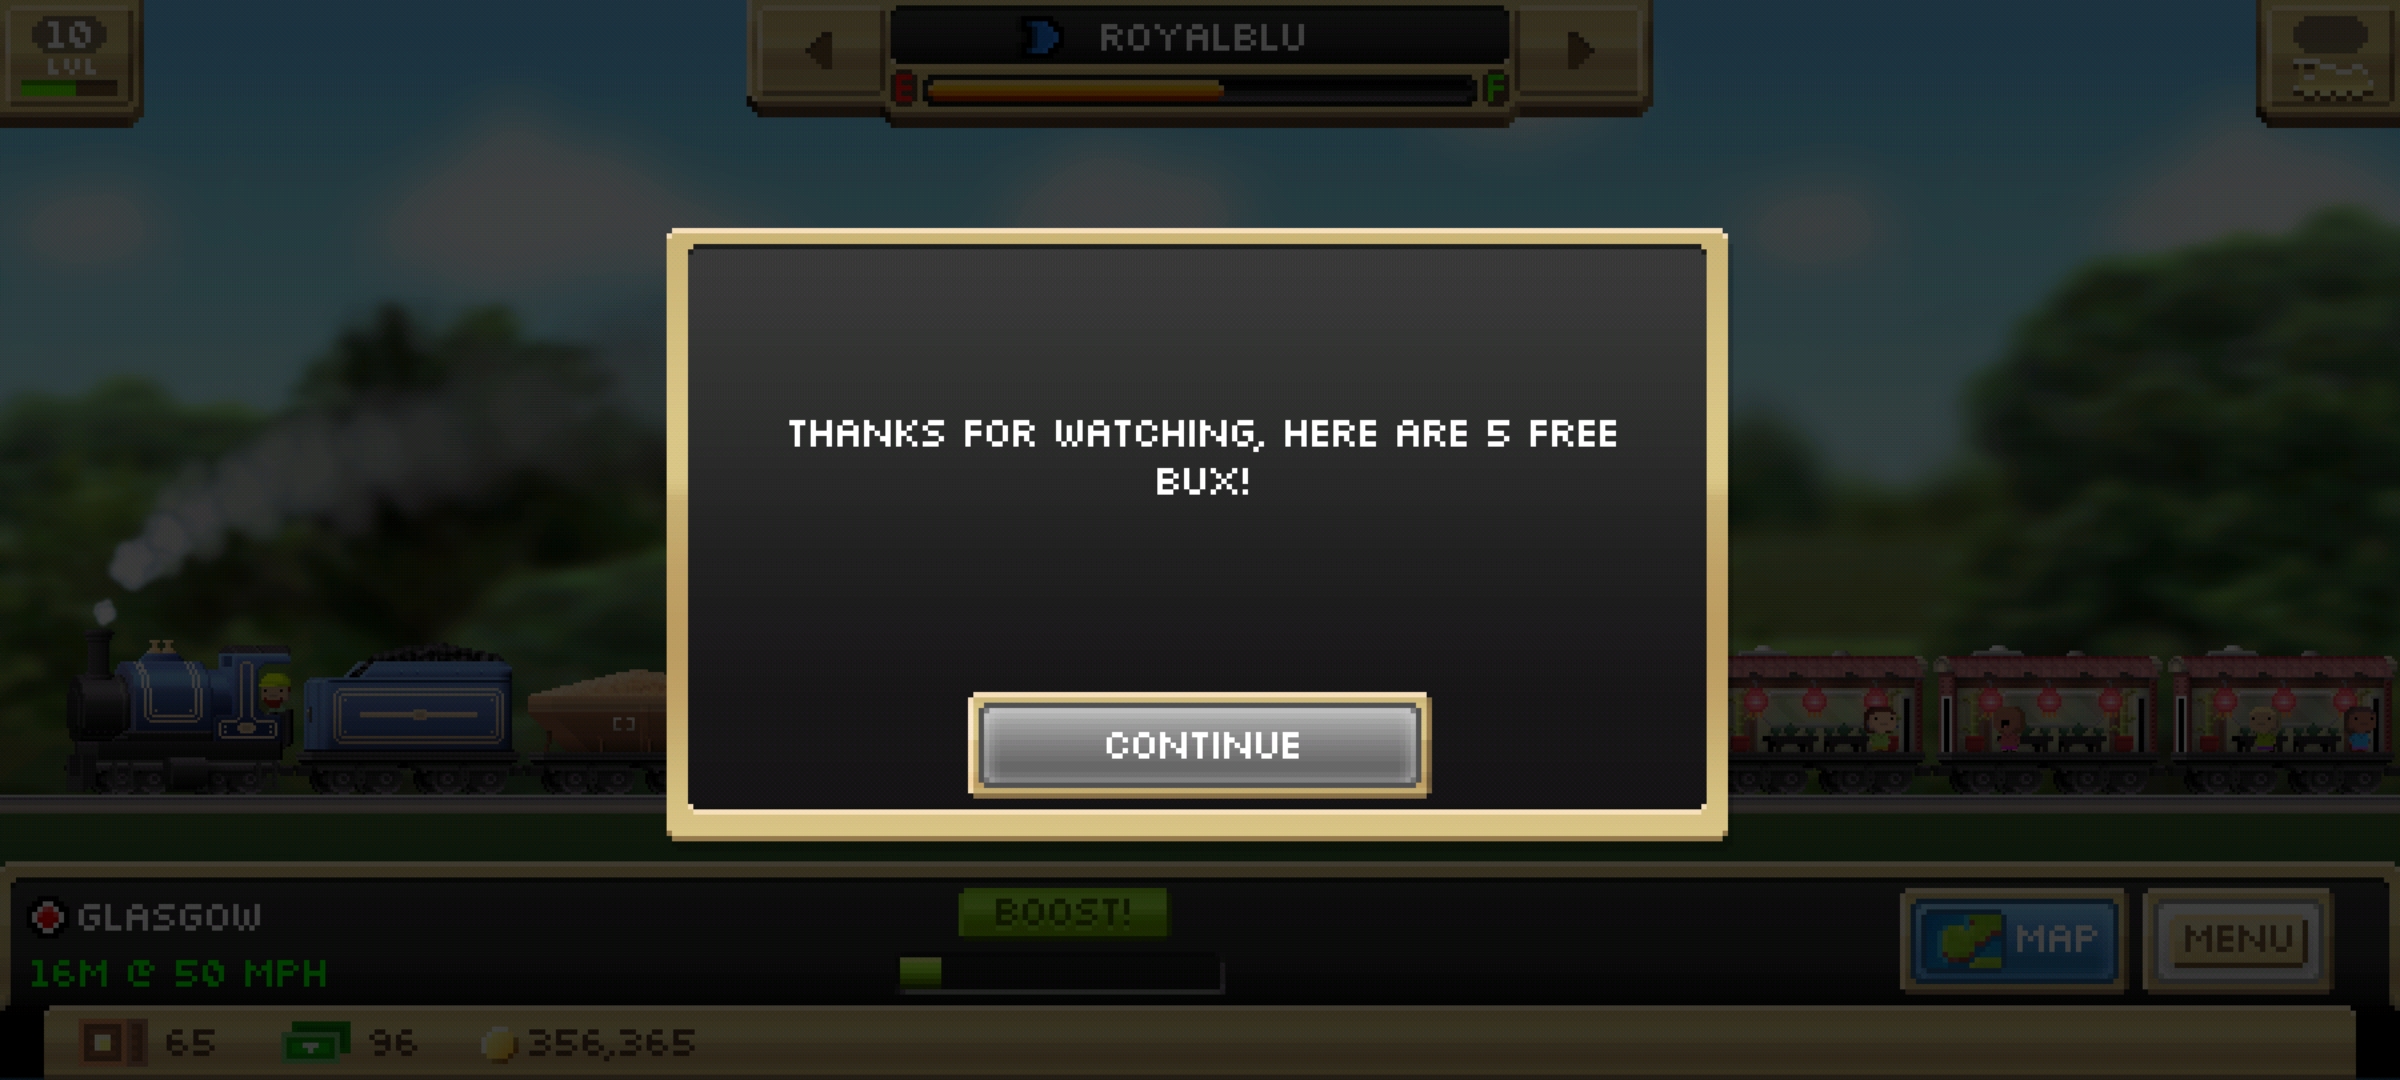 10
LVL
ROYALBLU
E F
THANKS FOR WATCHING, HERE ARE 5 FREE
BUX!
CONTINUE
GLASGOW
16M @ 50 MPH
BOOST!
MAP
MENU
65 96 356,365